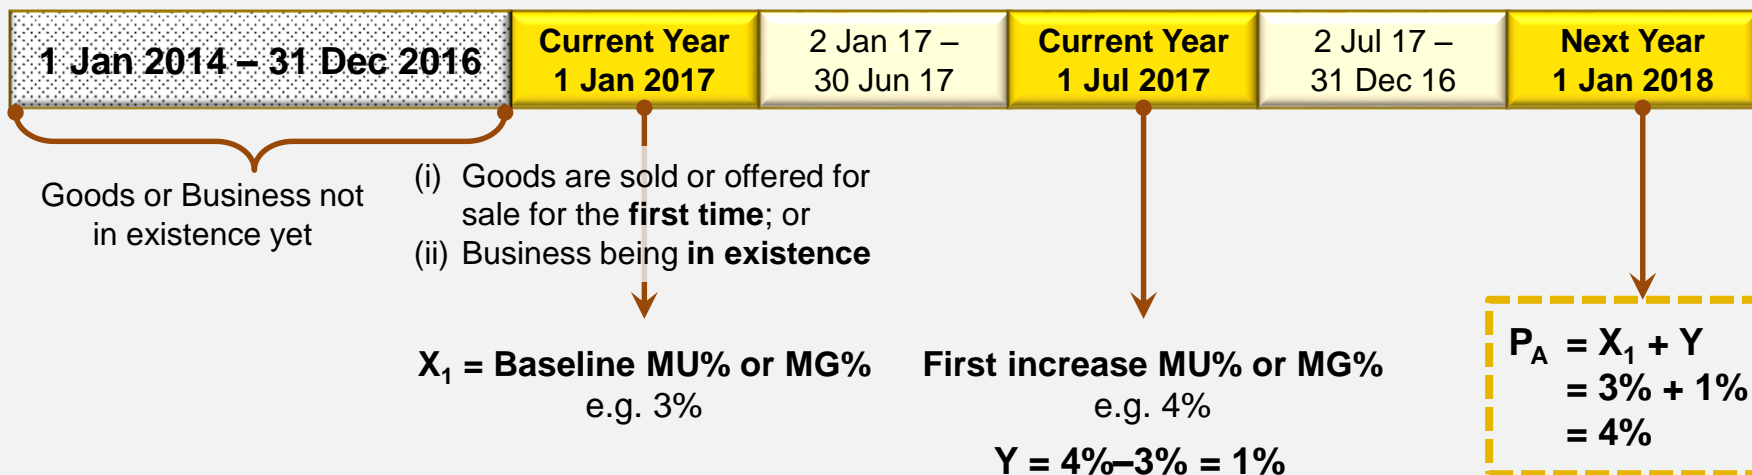 1 Jan 2014 – 31 Dec 2016
Current Year
1 Jan 2017
2 Jan 17 –
30 Jun 17
Current Year
1 Jul 2017
2 Jul 17 –
31 Dec 16
Next Year
1 Jan 2018
Goods or Business not
in existence yet
(i) Goods are sold or offered for
sale for the first time; or
(ii) Business being in existence
X₁ = Baseline MU% or MG%
e.g. 3%
First increase MU% or MG%
e.g. 4%
Y = 4%–3% = 1%
P_A = X₁ + Y
= 3% + 1%
= 4%